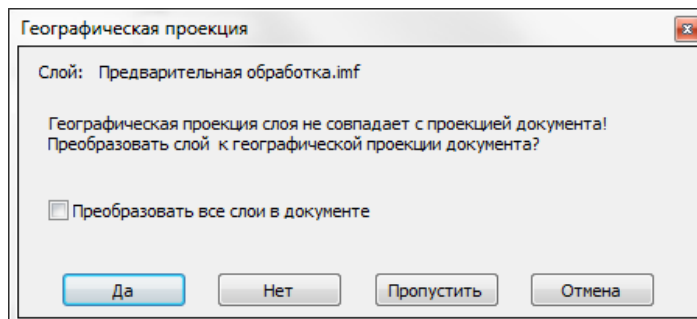 Географическая проекция
Слой: Предварительная обработка.imf
Географическая проекция слоя не совпадает с проекцией документа!
Преобразовать слой к географической проекции документа?
Преобразовать все слои в документе
Да Нет Пропустить Отмена